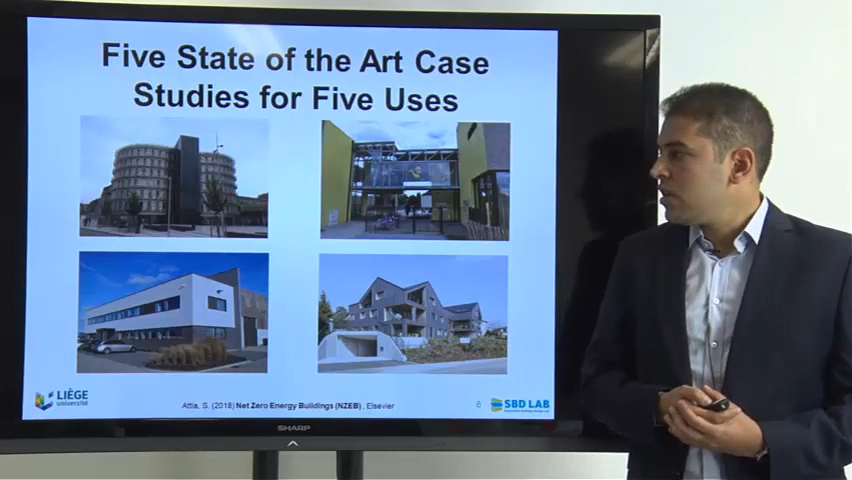 Five State of the Art Case
Studies for Five Uses
LIÈGE
université
Attia, S. (2018) Net Zero Energy Buildings (NZEB), Elsevier
6
SBD LAB
SHARP